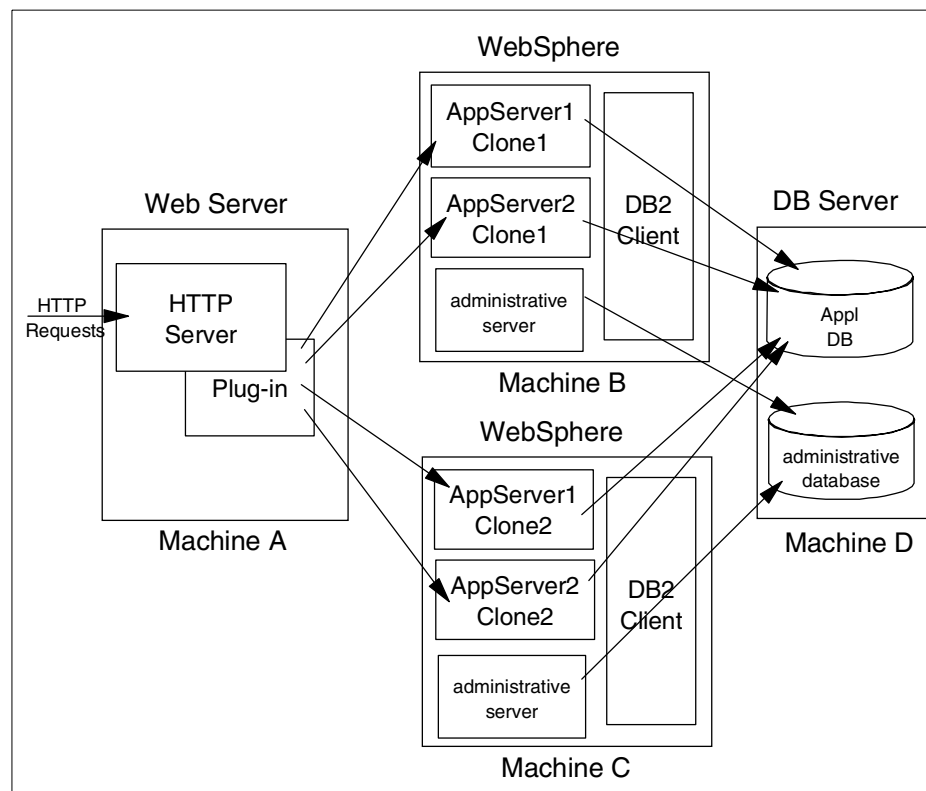 WebSphere
AppServer1
Clone1
AppServer2
Clone1
DB2
Client
administrative
server
Machine B
Web Server
HTTP
Requests
HTTP
Server
Plug-in
Machine A
WebSphere
AppServer1
Clone2
AppServer2
Clone2
DB2
Client
administrative
server
Machine C
DB Server
Appl
DB
administrative
database
Machine D